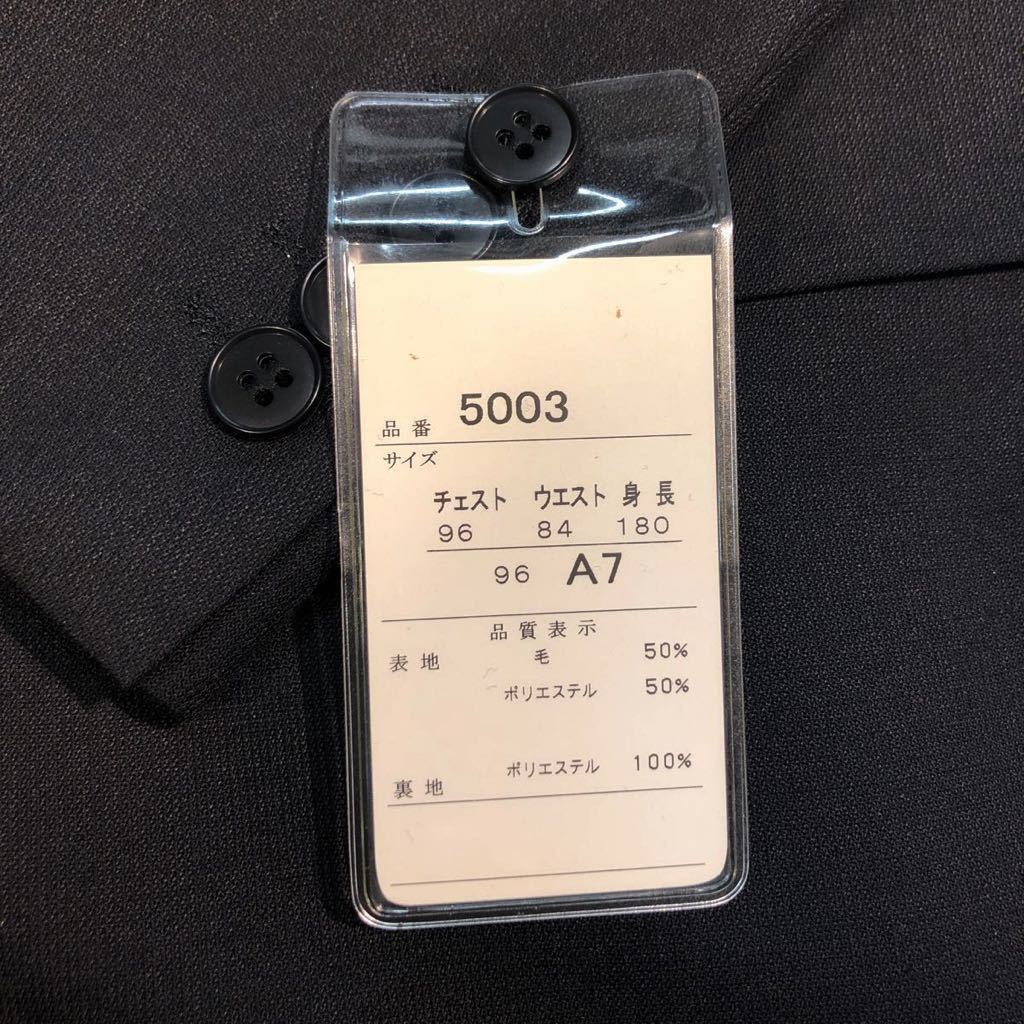 品番 5003
サイズ
チェスト ウエスト 身長
96 84 180
96 A7
品質表示
表地 毛 50%
ポリエステル 50%
ポリエステル 100%
裏地